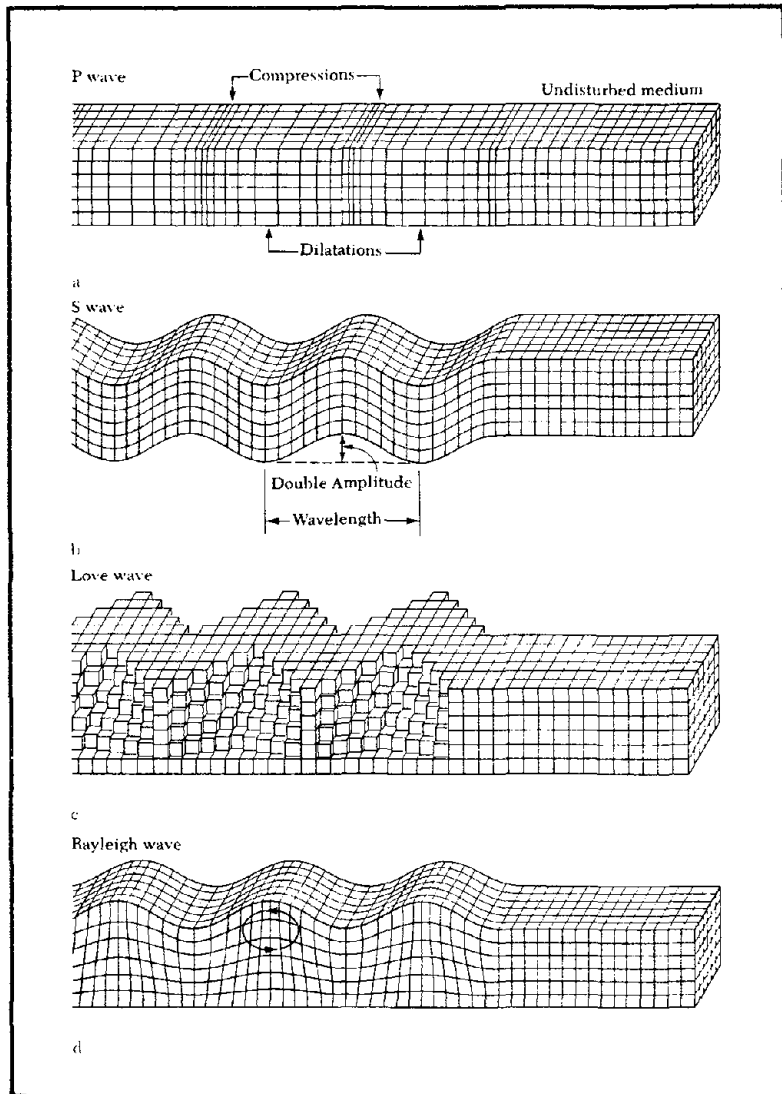 P wave
Compressions
Undisturbed medium
Dilatations
a
S wave
Double Amplitude
Wavelength
b
Love wave
c
Rayleigh wave
d